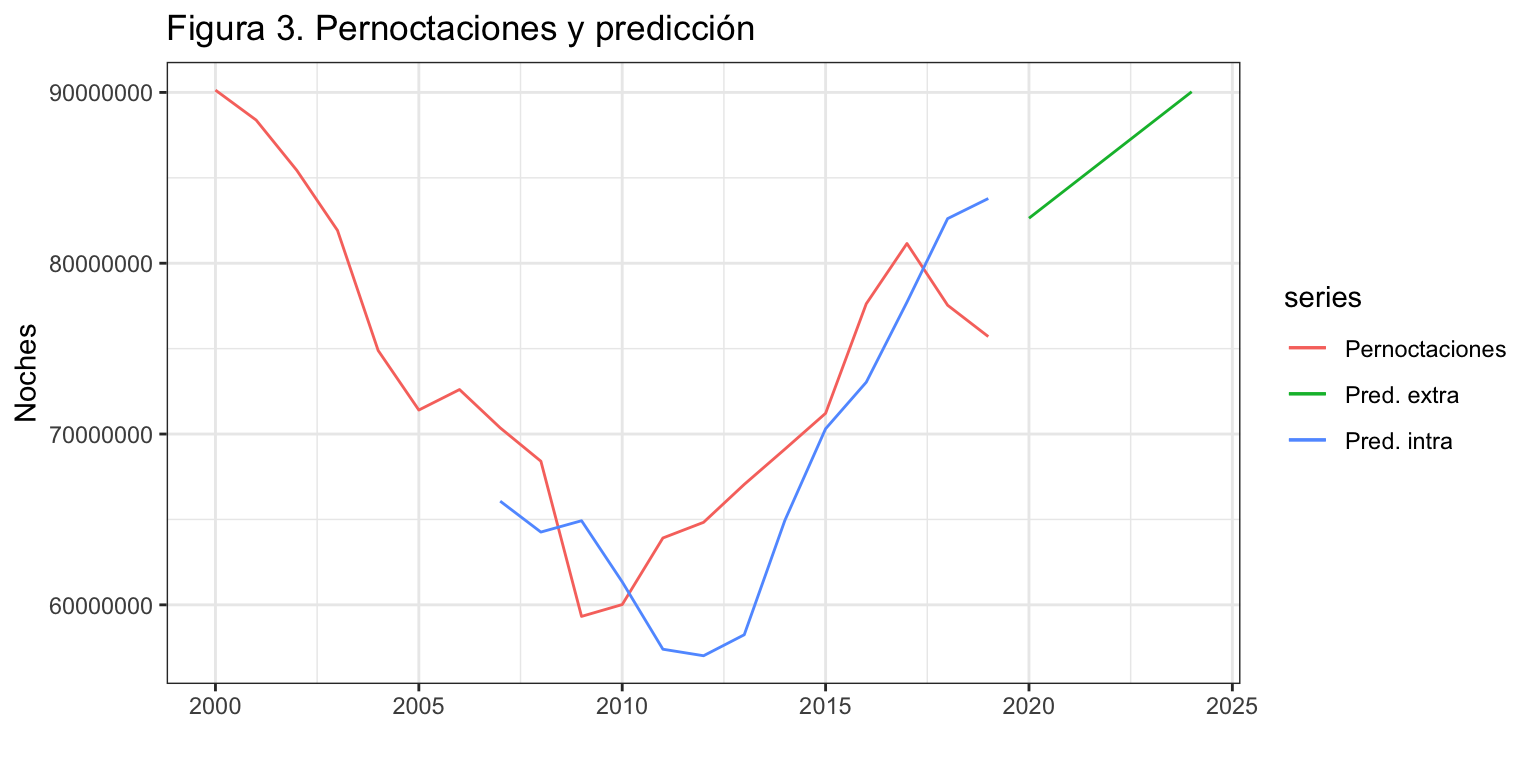 Figura 3. Pernoctaciones y predicción
90000000
80000000
70000000
60000000
Noches
2000 2005 2010 2015 2020 2025
series
Pernoctaciones
Pred. extra
Pred. intra